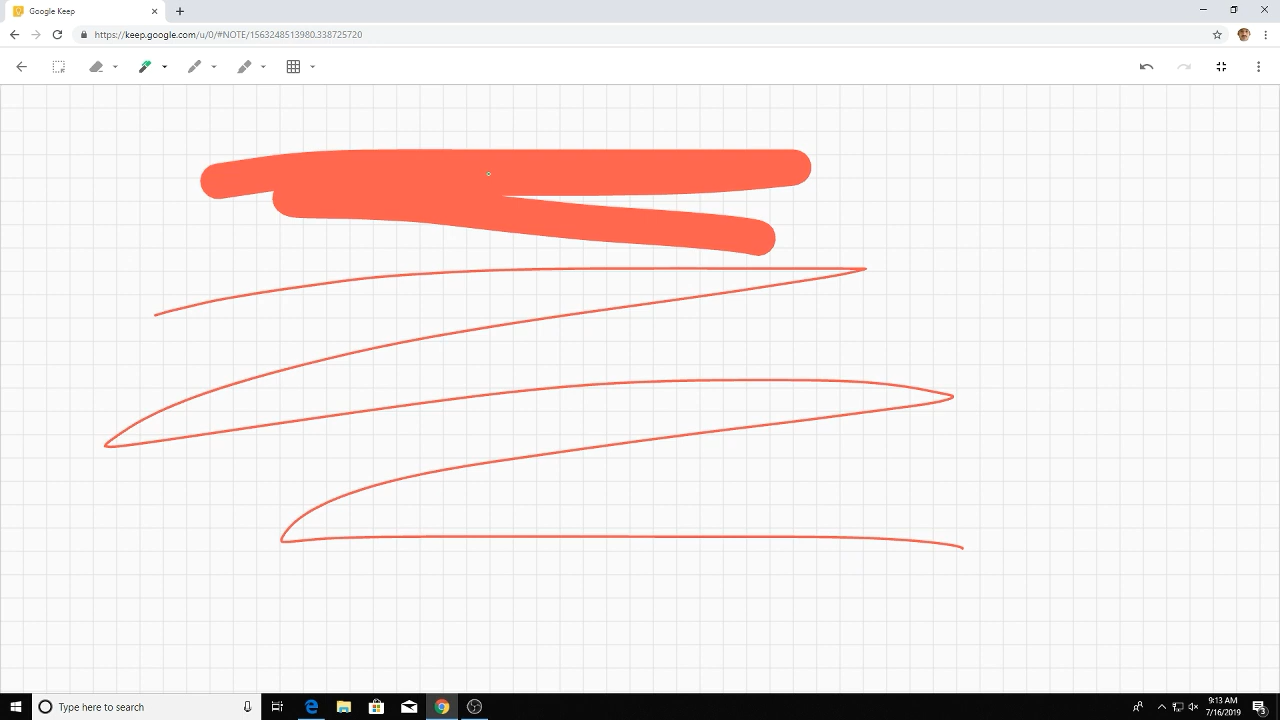 Google Keep
https://keep.google.com/u/0/#NOTE/1563248513980.338725720
Type here to search
9:13 AM
7/16/2019
3